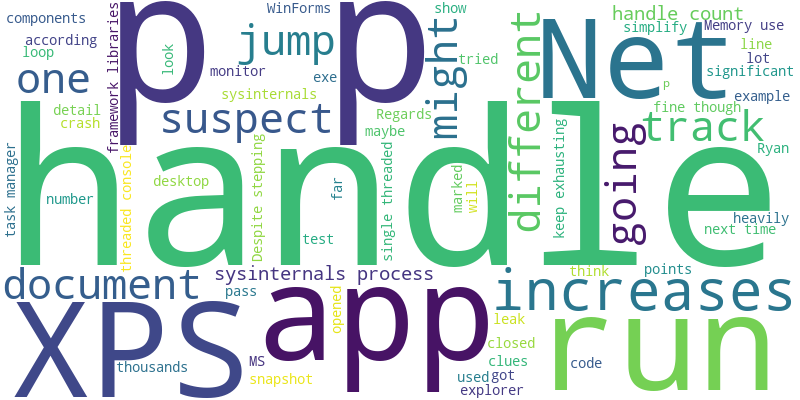 components
according
loop
one
framework libraries
p
look
WinForms
jump
monitor
exe
sysinternals
suspect
p
show
might
tried
Regards
maybe
different
Net
handle count
simplify
Memory use
line
lot
significant
example
fine though
p
track
Ryan
detail
crash
handle
task manager
number
threaded console
desktop
Despite stepping
test
far
single threaded
marked
will
keep exhausting
going
heavily
next time
document
sysinternals process
pass
opened
think
points
increases
XPS
thousands
MS
snapshot
app
leak
closed
clues
used
got
explorer
run
code